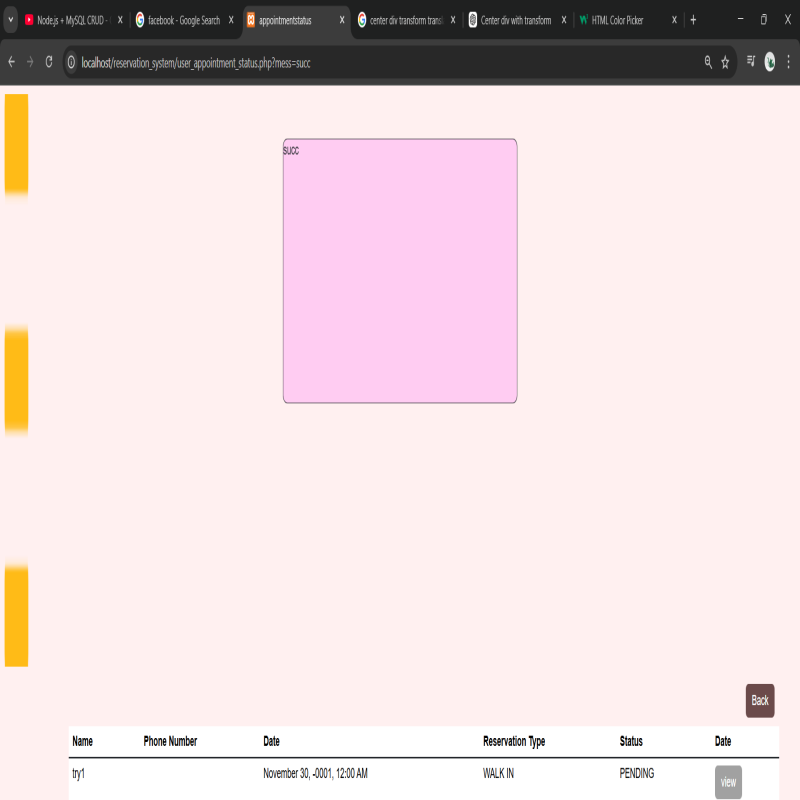 Node.js + MySQL CRUD -
facebook - Google Search
appointmentstatus
center div transform trans
Center div with transform
HTML Color Picker
localhost/reservation_system/user_appointment_status.php?mess=succ
succ
Back
Name Phone Number Date Reservation Type Status Date
try1 November 30, -0001, 12:00 AM WALK IN PENDING view